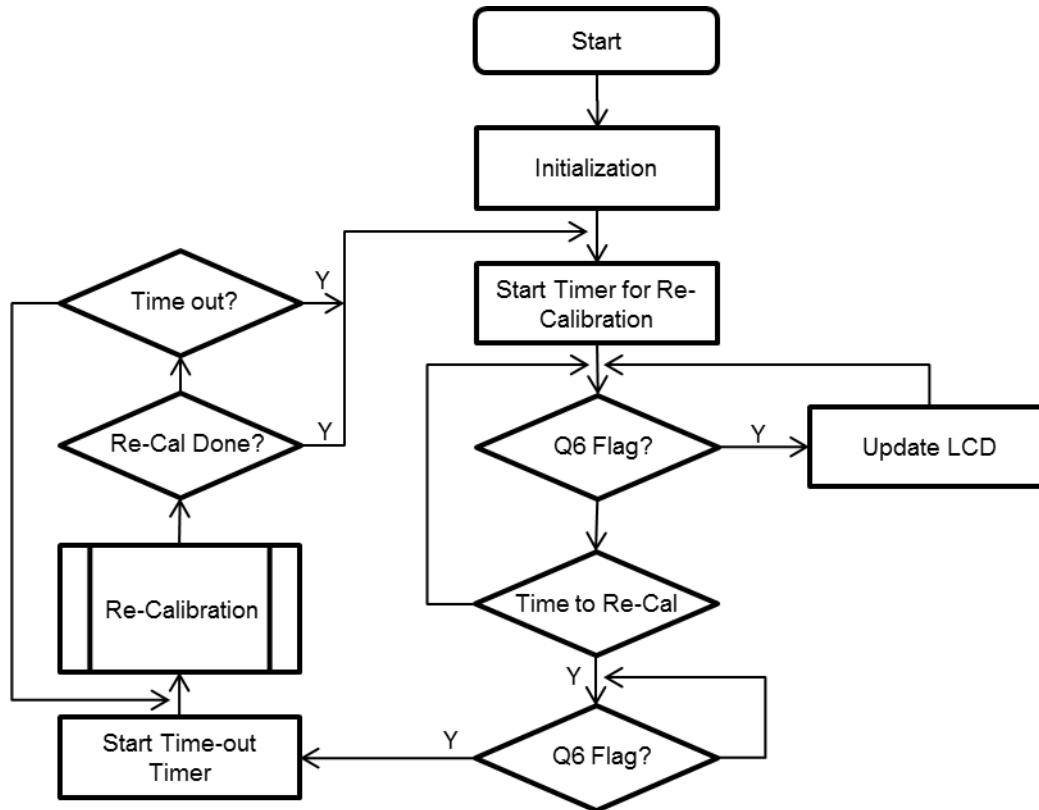 Start
Initialization
Start Timer for Re-
Calibration
Time out?
Y
Re-Cal Done?
Y
Q6 Flag?
Y
Update LCD
Re-Calibration
Time to Re-Cal
Y
Start Time-out
Timer
Y
Q6 Flag?